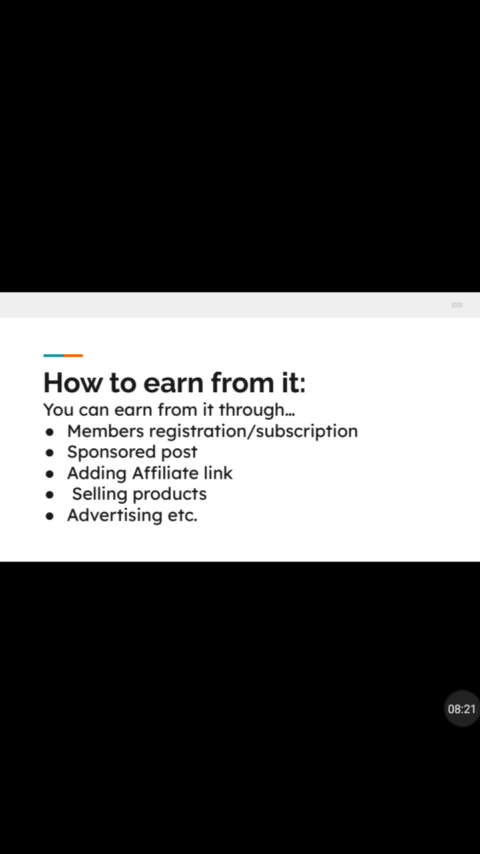 How to earn from it:
You can earn from it through...
● Members registration/subscription
● Sponsored post
● Adding Affiliate link
● Selling products
● Advertising etc.
08:21